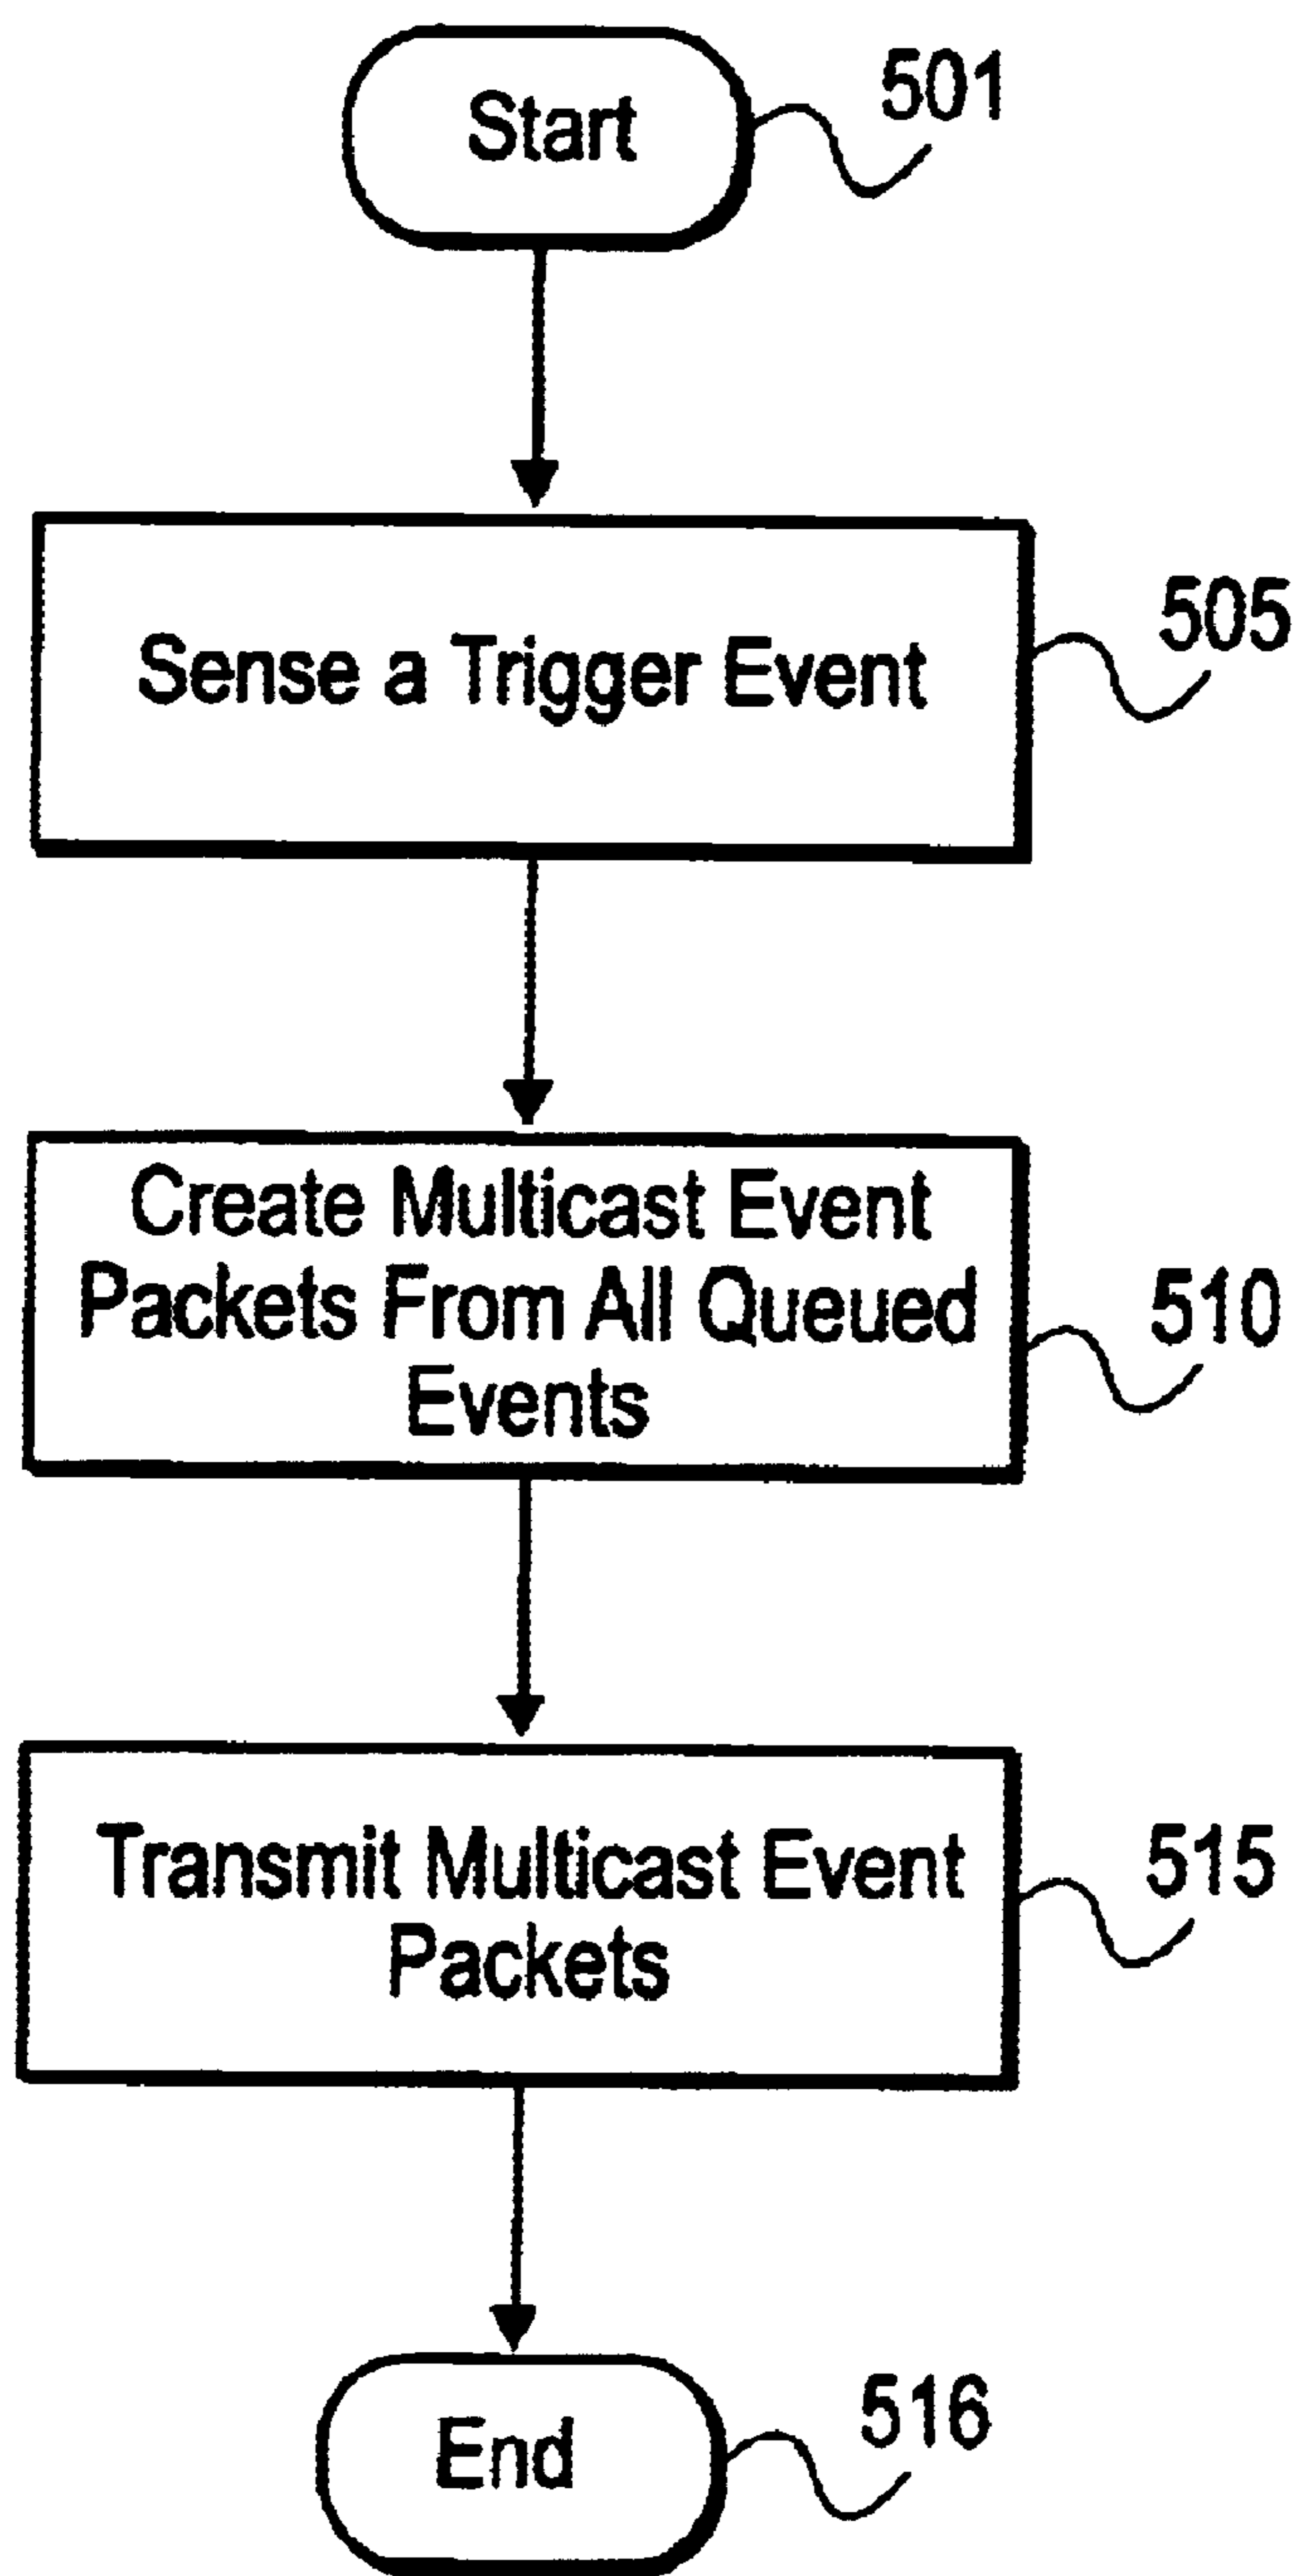 Start
501
Sense a Trigger Event
505
Create Multicast Event
Packets From All Queued
Events
510
Transmit Multicast Event
Packets
515
End
516